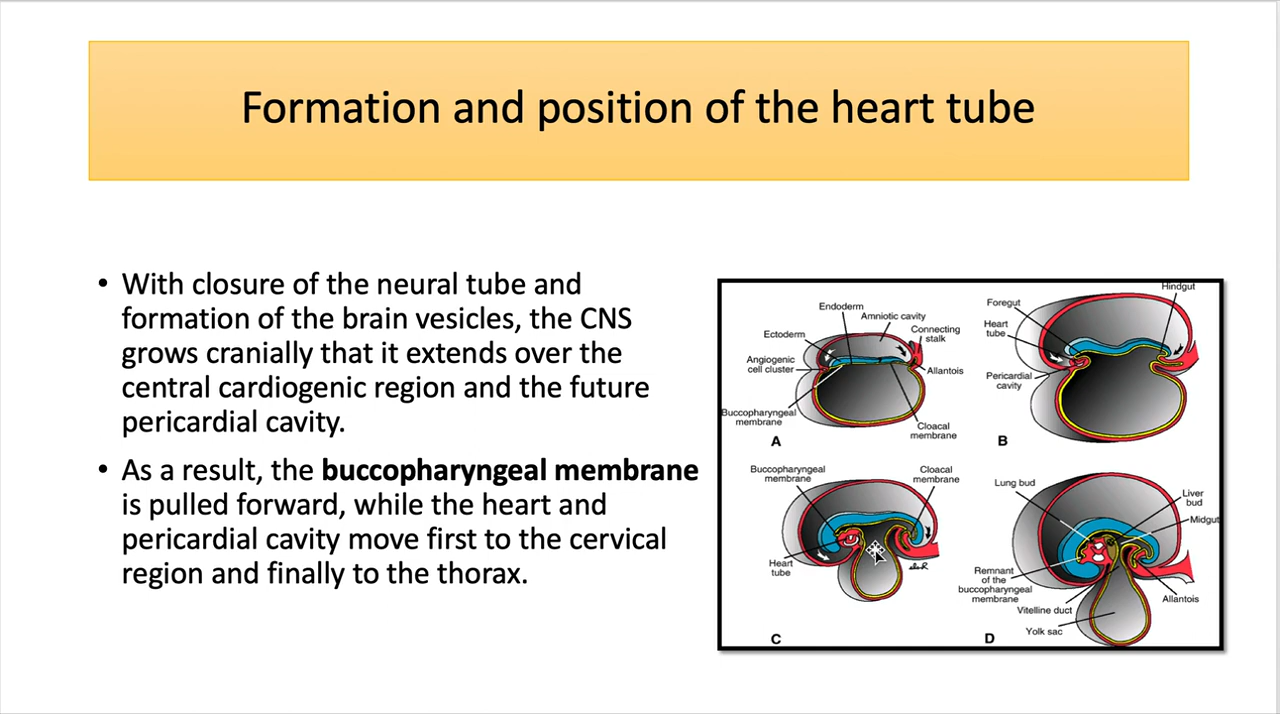 Formation and position of the heart tube
• With closure of the neural tube and
formation of the brain vesicles, the CNS
grows cranially that it extends over the
central cardiogenic region and the future
pericardial cavity.
• As a result, the buccopharyngeal membrane
is pulled forward, while the heart and
pericardial cavity move first to the cervical
region and finally to the thorax.
Endoderm
Amniotic cavity
Ectoderm
Connecting
stalk
Angiogenic
cell cluster
Allantois
Buccopharyngeal
membrane
Cloacal
membrane
A
Hindgut
Foregut
Heart
tube
Pericardial
cavity
B
Buccopharyngeal
membrane
Cloacal
membrane
Heart
tube
C
Lung bud
Liver
bud
Midgut
Remnant
of the
buccopharyngeal
membrane
Allantois
Vitelline duct
Yolk sac
D